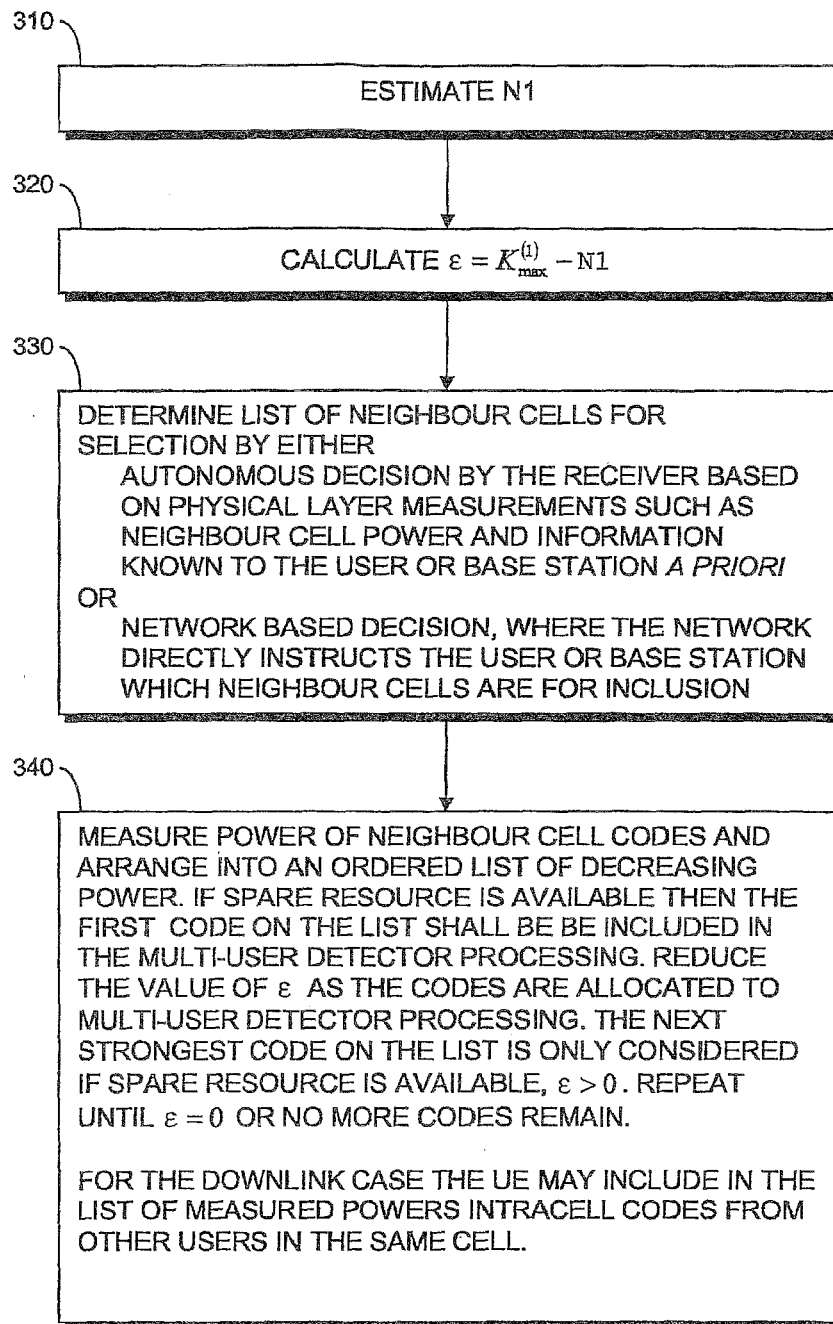 310
ESTIMATE N1
320
CALCULATE ε = K_max^(1) − N1
330
DETERMINE LIST OF NEIGHBOUR CELLS FOR
SELECTION BY EITHER
AUTONOMOUS DECISION BY THE RECEIVER BASED
ON PHYSICAL LAYER MEASUREMENTS SUCH AS
NEIGHBOUR CELL POWER AND INFORMATION
KNOWN TO THE USER OR BASE STATION A PRIORI
OR
NETWORK BASED DECISION, WHERE THE NETWORK
DIRECTLY INSTRUCTS THE USER OR BASE STATION
WHICH NEIGHBOUR CELLS ARE FOR INCLUSION
340
MEASURE POWER OF NEIGHBOUR CELL CODES AND
ARRANGE INTO AN ORDERED LIST OF DECREASING
POWER. IF SPARE RESOURCE IS AVAILABLE THEN THE
FIRST CODE ON THE LIST SHALL BE BE INCLUDED IN
THE MULTI-USER DETECTOR PROCESSING. REDUCE
THE VALUE OF ε AS THE CODES ARE ALLOCATED TO
MULTI-USER DETECTOR PROCESSING. THE NEXT
STRONGEST CODE ON THE LIST IS ONLY CONSIDERED
IF SPARE RESOURCE IS AVAILABLE, ε > 0. REPEAT
UNTIL ε = 0 OR NO MORE CODES REMAIN.
FOR THE DOWNLINK CASE THE UE MAY INCLUDE IN THE
LIST OF MEASURED POWERS INTRACELL CODES FROM
OTHER USERS IN THE SAME CELL.